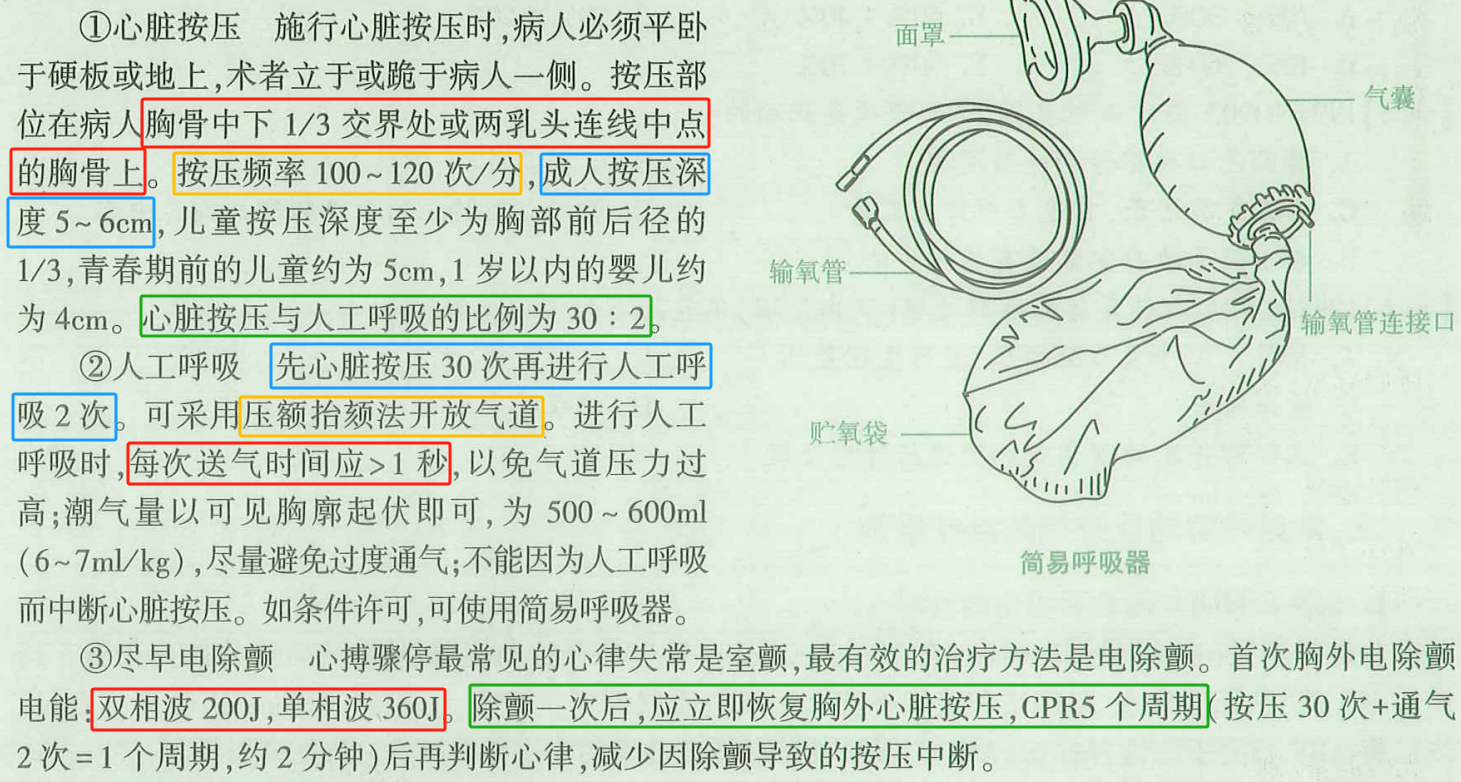 ①心脏按压　施行心脏按压时,病人必须平卧
于硬板或地上,术者立于或跪于病人一侧。按压部
位在病人胸骨中下 1/3 交界处或两乳头连线中点
的胸骨上。按压频率 100~120 次/分,成人按压深
度 5~6cm,儿童按压深度至少为胸部前后径的
1/3,青春期前的儿童约为 5cm,1 岁以内的婴儿约
为 4cm。心脏按压与人工呼吸的比例为 30∶2。
②人工呼吸　先心脏按压 30 次再进行人工呼
吸 2 次。可采用压额抬颏法开放气道。进行人工
呼吸时,每次送气时间应>1 秒,以免气道压力过
高;潮气量以可见胸廓起伏即可,为 500~600ml
(6~7ml/kg),尽量避免过度通气;不能因为人工呼吸
而中断心脏按压。如条件许可,可使用简易呼吸器。
面罩
气囊
输氧管
输氧管连接口
贮氧袋
简易呼吸器
③尽早电除颤　心搏骤停最常见的心律失常是室颤,最有效的治疗方法是电除颤。首次胸外电除颤
电能:双相波 200J,单相波 360J。除颤一次后,应立即恢复胸外心脏按压,CPR5 个周期(按压 30 次+通气
2 次=1 个周期,约 2 分钟)后再判断心律,减少因除颤导致的按压中断。